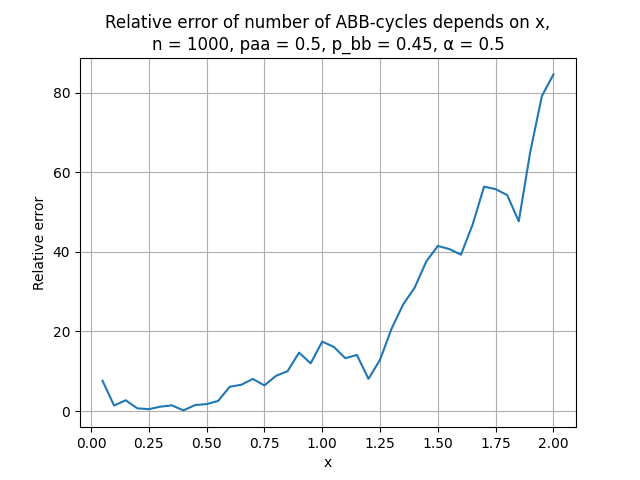 Relative error of number of ABB-cycles depends on x,
n = 1000, paa = 0.5, p_bb = 0.45, α = 0.5
Relative error
80
60
40
20
0
0.00 0.25 0.50 0.75 1.00 1.25 1.50 1.75 2.00
x